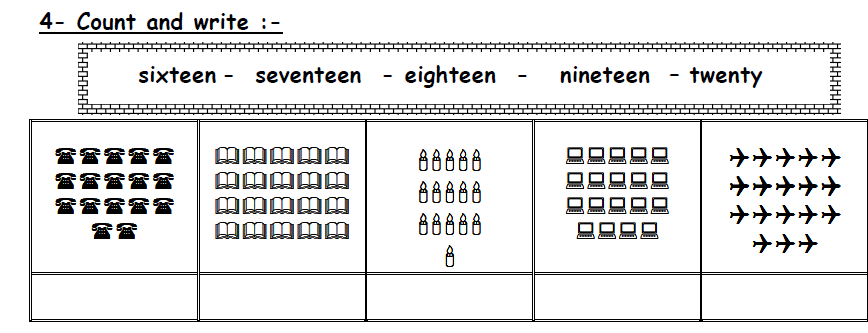 4- Count and write :-
sixteen - seventeen - eighteen - nineteen - twenty